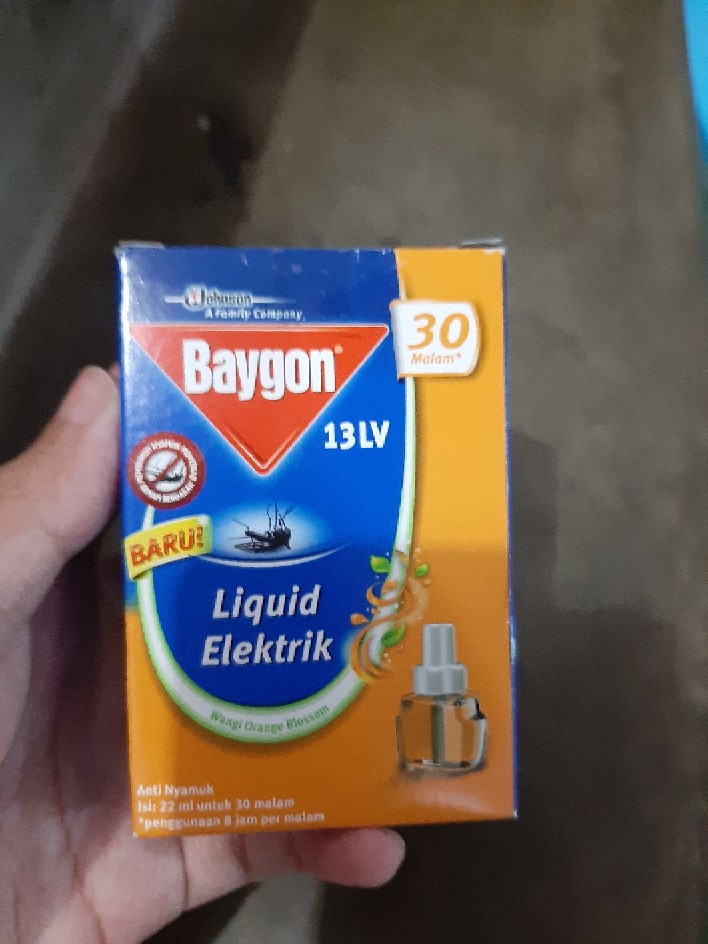 Johnson
A Family Company
30
Malam*
Baygon®
13LV
BARU!
Liquid
Elektrik
Wangi Orange Blossom
Anti Nyamuk
Isi: 22 ml untuk 30 malam
*penggunaan 8 jam per malam